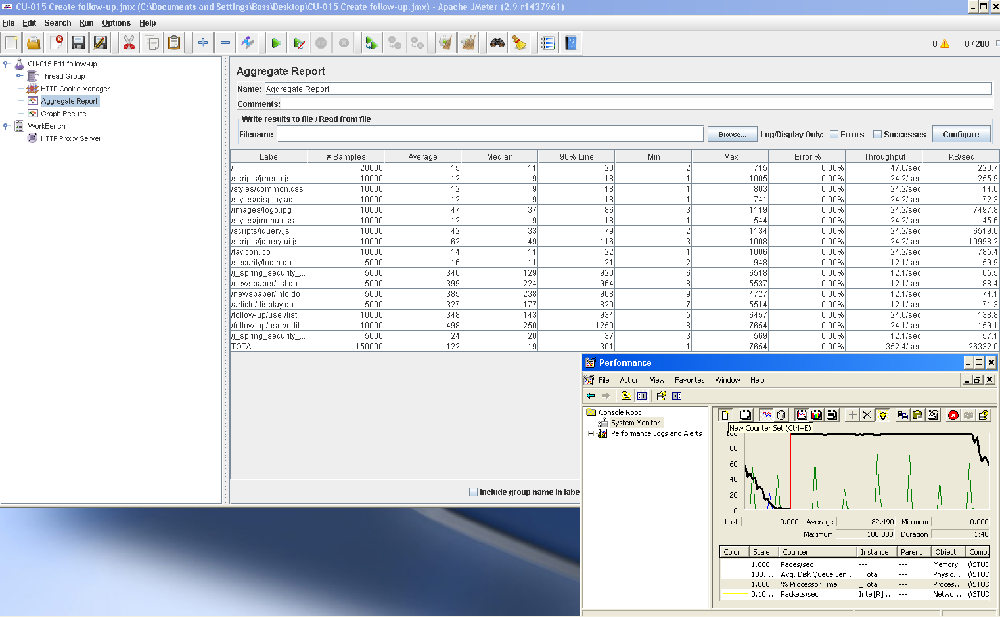 CU-015 Create follow-up.jmx (C:\Documents and Settings\Boss\Desktop\CU-015 Create follow-up.jmx) - Apache JMeter (2.9 r1437961)
File Edit Search Run Options Help
0 0 / 200
CU-015 Edit follow-up
Thread Group
HTTP Cookie Manager
Aggregate Report
Graph Results
WorkBench
HTTP Proxy Server
Aggregate Report
Name: Aggregate Report
Comments:
Write results to file / Read from file
Filename Browse... Log/Display Only: Errors Successes Configure
Label # Samples Average Median 90% Line Min Max Error % Throughput KB/sec
/ 20000 15 11 20 2 715 0.00% 47.0/sec 220.7
/scripts/jmenu.js 10000 12 9 18 1 1005 0.00% 24.2/sec 255.9
/styles/common.css 10000 12 9 18 1 803 0.00% 24.2/sec 14.0
/styles/displaytag.c... 10000 12 9 18 1 741 0.00% 24.2/sec 72.3
/images/logo.jpg 10000 47 37 86 3 1119 0.00% 24.2/sec 7497.8
/styles/jmenu.css 10000 12 9 18 1 544 0.00% 24.2/sec 45.6
/scripts/jquery.js 10000 42 33 79 2 1134 0.00% 24.2/sec 6519.0
/scripts/jquery-ui.js 10000 62 49 116 3 1008 0.00% 24.2/sec 10998.2
/favicon.ico 10000 14 11 22 1 1006 0.00% 24.2/sec 785.4
/security/login.do 5000 16 11 21 2 948 0.00% 12.1/sec 59.9
/j_spring_security_... 5000 340 129 920 6 6518 0.00% 12.1/sec 65.5
/newspaper/list.do 5000 399 224 964 8 5537 0.00% 12.1/sec 88.4
/newspaper/info.do 5000 385 238 908 9 4727 0.00% 12.1/sec 74.1
/article/display.do 5000 327 177 829 7 5514 0.00% 12.1/sec 71.3
/follow-up/user/list.... 10000 348 143 934 5 6457 0.00% 24.0/sec 138.8
/follow-up/user/edit... 10000 498 250 1250 8 7654 0.00% 24.1/sec 159.1
/j_spring_security_... 5000 24 20 37 3 569 0.00% 12.1/sec 57.1
TOTAL 150000 122 19 301 1 7654 0.00% 352.4/sec 26332.0
Include group name in labe
Performance
File Action View Favorites Window Help
Console Root
System Monitor
Performance Logs and Alerts
New Counter Set (Ctrl+E)
100
80
60
40
20
0
Last 0.000 Average 82.490 Minimum 0.000
Maximum 100.000 Duration 1:40
Color Scale Counter Instance Parent Object Compu
1.000 Pages/sec --- --- Memory \\STUD
100.... Avg. Disk Queue Len... _Total --- Physic... \\STUD
1.000 % Processor Time _Total --- Proces... \\STUD
0.10... Packets/sec Intel[R] ... --- Netwo... \\STUD